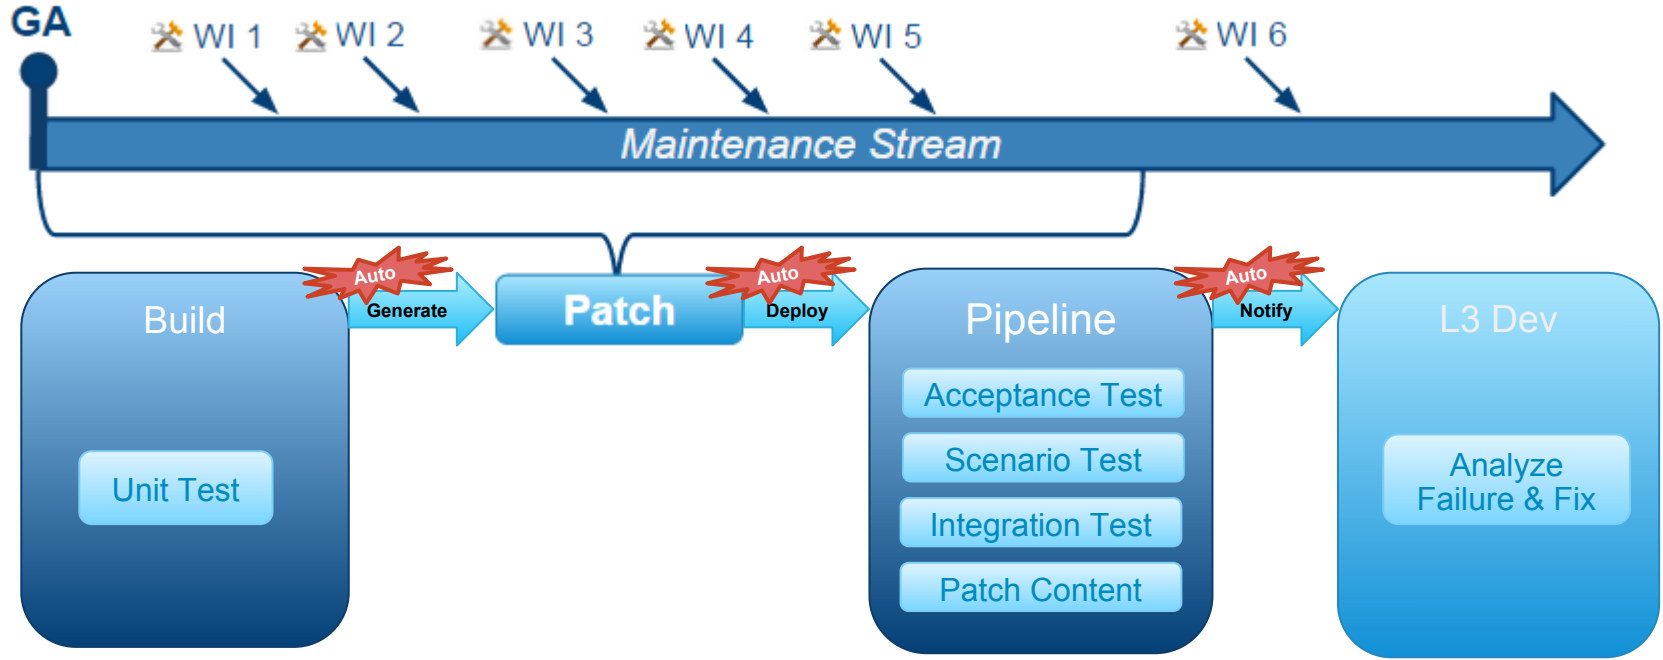 GA
WI 1
WI 2
WI 3
WI 4
WI 5
WI 6
Maintenance Stream
Build
Unit Test
Auto
Generate
Patch
Auto
Deploy
Pipeline
Acceptance Test
Scenario Test
Integration Test
Patch Content
Auto
Notify
L3 Dev
Analyze
Failure & Fix